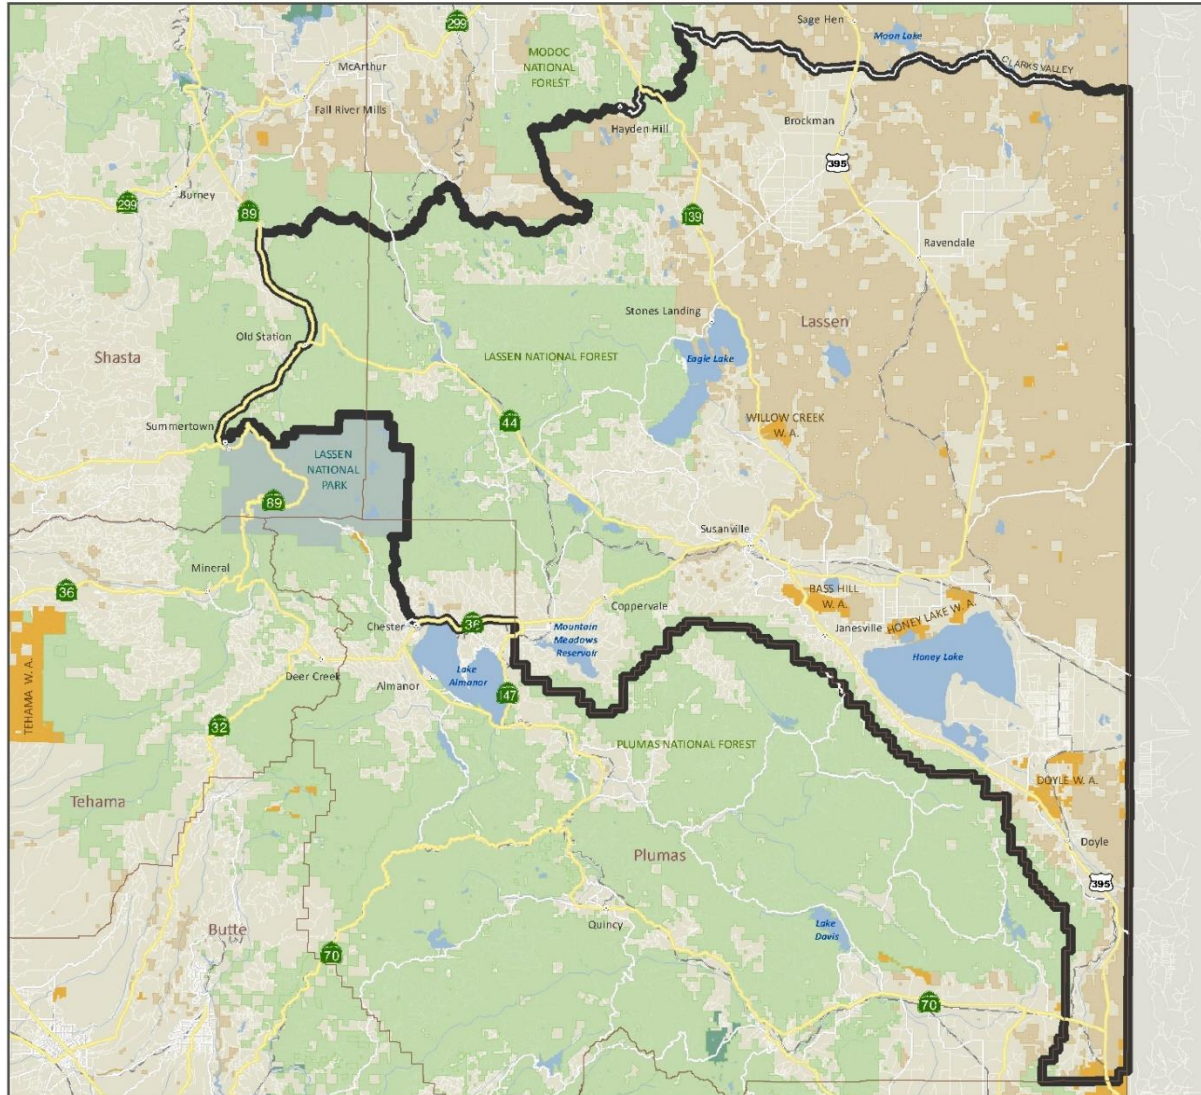 299
Sage Hen
Moon Lake
MODOC
NATIONAL
FOREST
McArthur
CLARKS VALLEY
Fall River Mills
Hayden Hill
Brockman
395
Burney
299
89
139
Ravendale
Stones Landing
Old Station
Lassen
Shasta
LASSEN NATIONAL FOREST
Eagle Lake
WILLOW CREEK
W. A.
44
Summertown
LASSEN
NATIONAL
PARK
89
Susanville
Mineral
36
BASS HILL
W. A.
HONEY LAKE W. A.
Coppervale
Chester
36
Mountain
Meadows
Reservoir
Janesville
Honey Lake
TEHAMA W. A.
Deer Creek
Almanor
Lake
Almanor
147
32
PLUMAS NATIONAL FOREST
DOYLE W. A.
Tehama
Doyle
Plumas
395
Quincy
Lake
Davis
Butte
70
70